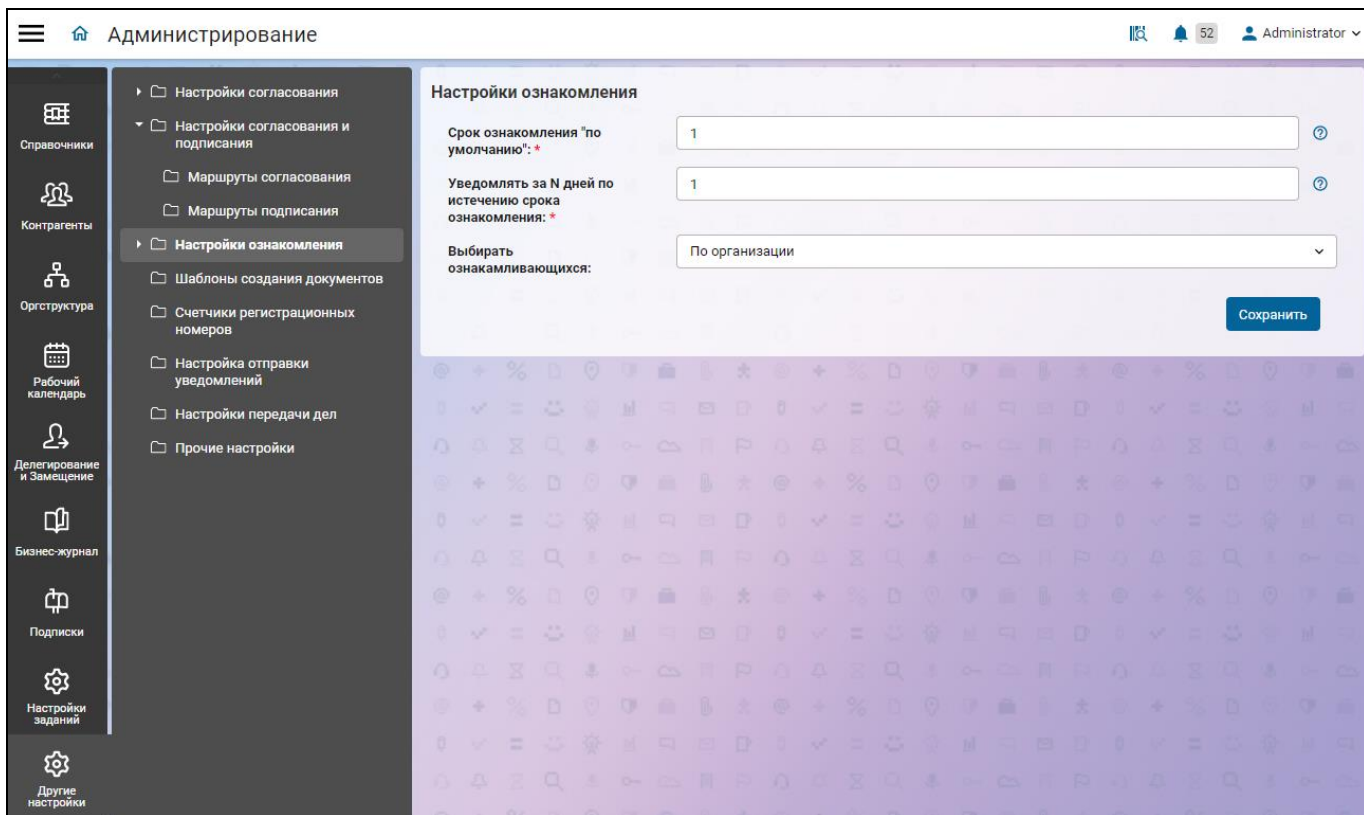 Администрирование
52
Administrator
Справочники
Контрагенты
Оргструктура
Рабочий
календарь
Делегирование
и Замещение
Бизнес-журнал
Подписки
Настройки
заданий
Другие
настройки
Настройки согласования
Настройки согласования и
подписания
Маршруты согласования
Маршруты подписания
Настройки ознакомления
Шаблоны создания документов
Счетчики регистрационных
номеров
Настройка отправки
уведомлений
Настройки передачи дел
Прочие настройки
Настройки ознакомления
Срок ознакомления "по
умолчанию": *
1
Уведомлять за N дней по
истечению срока
ознакомления: *
1
Выбирать
ознакамливающихся:
По организации
Сохранить